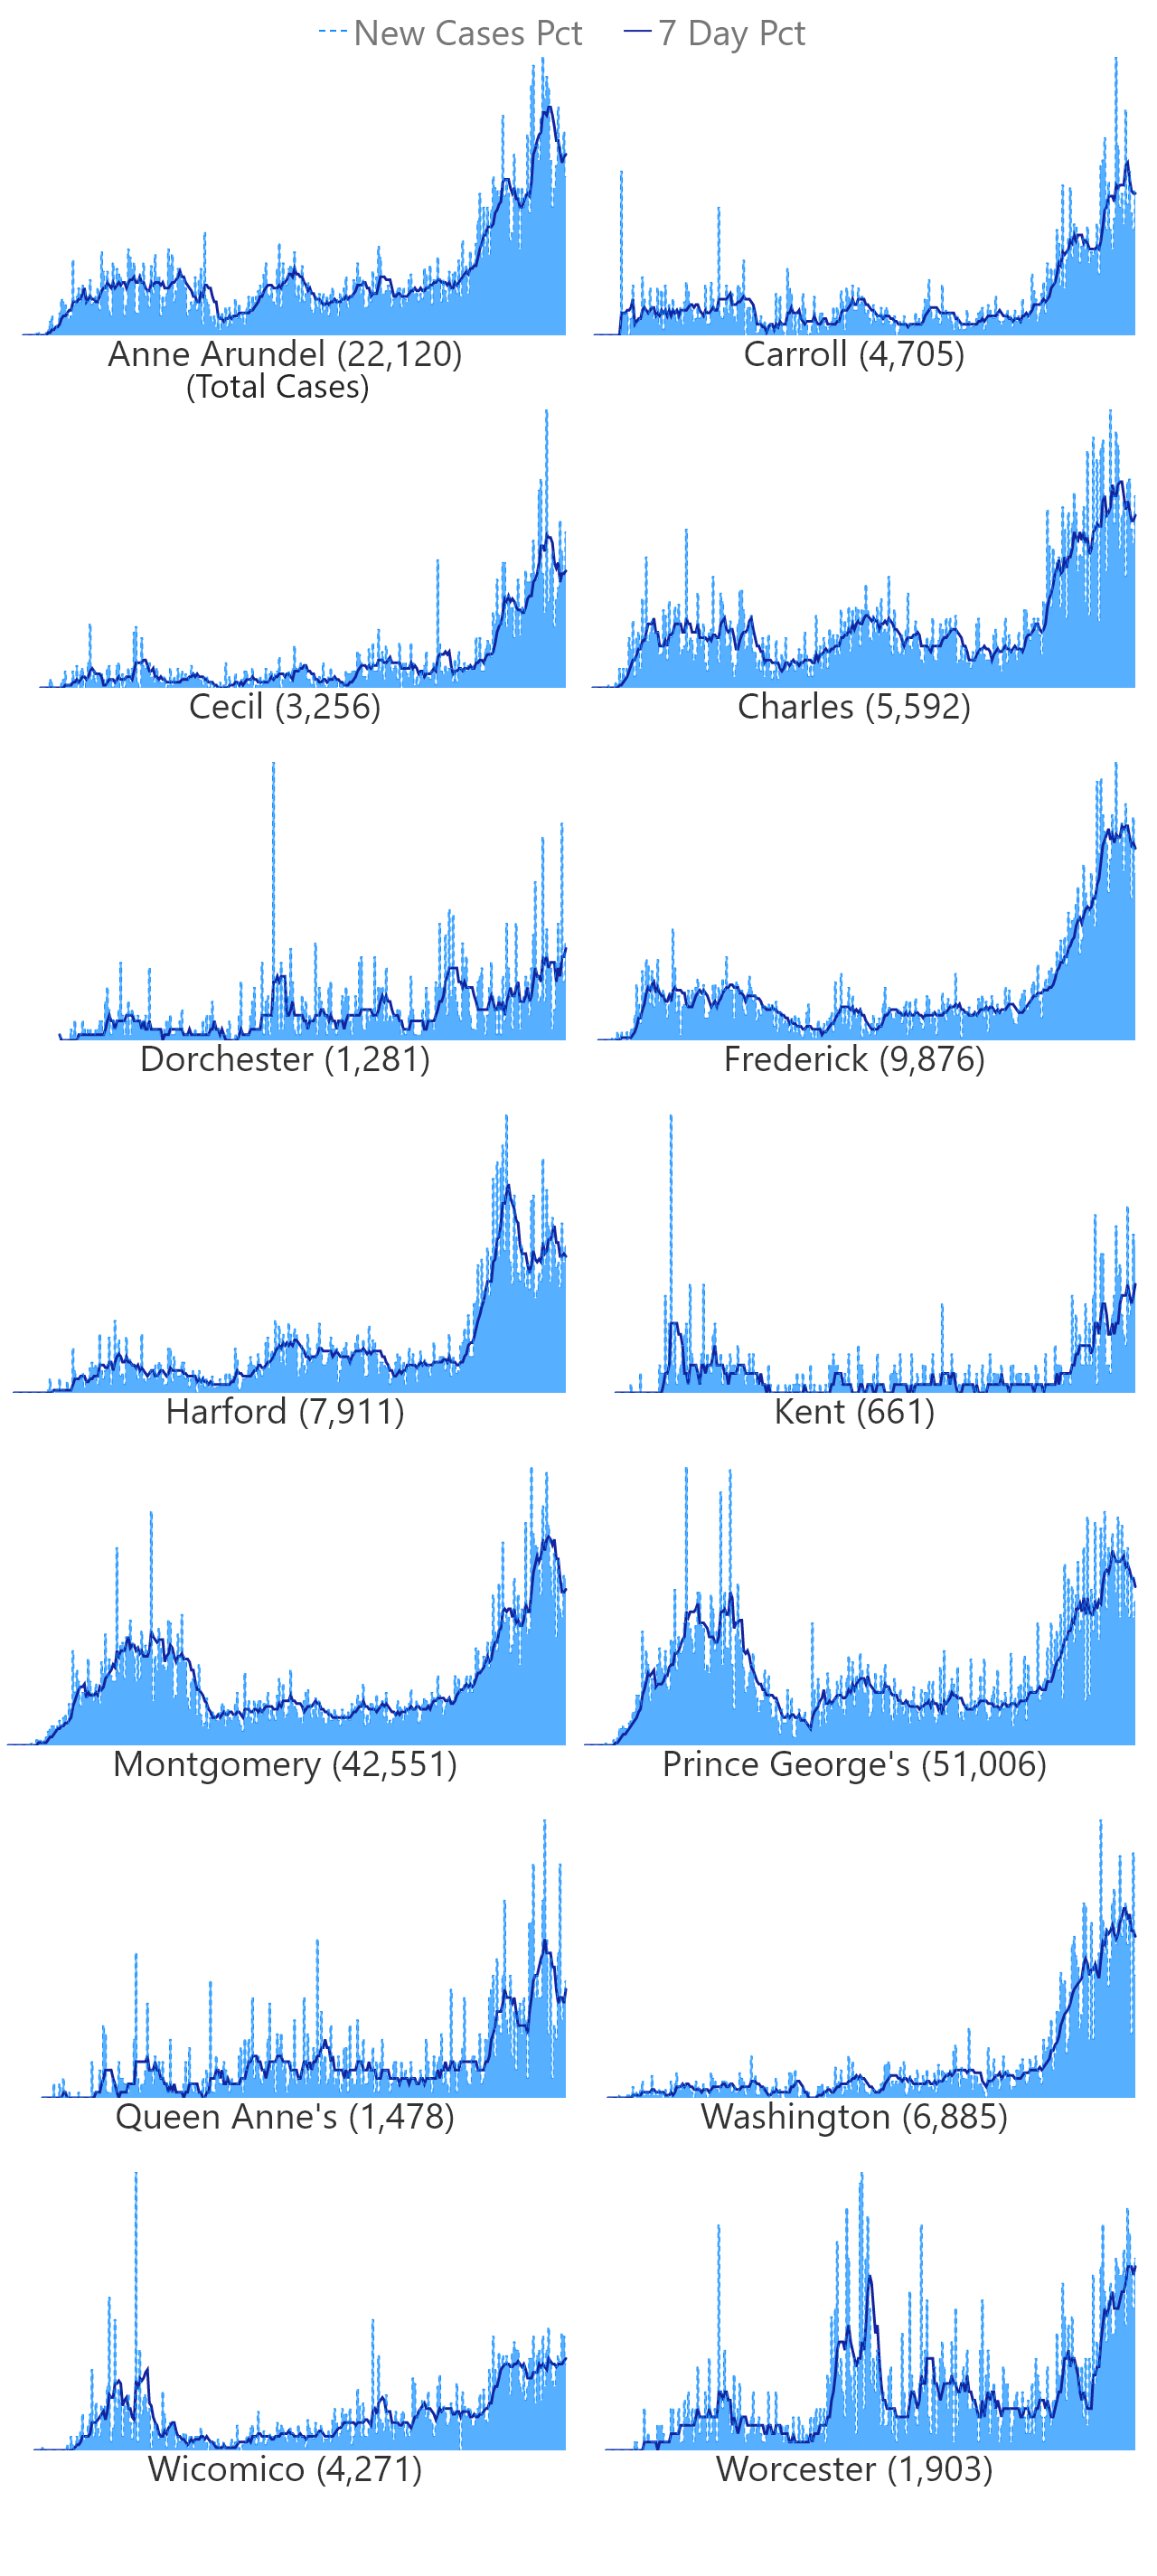 New Cases Pct 7 Day Pct
Anne Arundel (22,120) Carroll (4,705)
(Total Cases)
Cecil (3,256) Charles (5,592)
Dorchester (1,281) Frederick (9,876)
Harford (7,911) Kent (661)
Montgomery (42,551) Prince George's (51,006)
Queen Anne's (1,478) Washington (6,885)
Wicomico (4,271) Worcester (1,903)